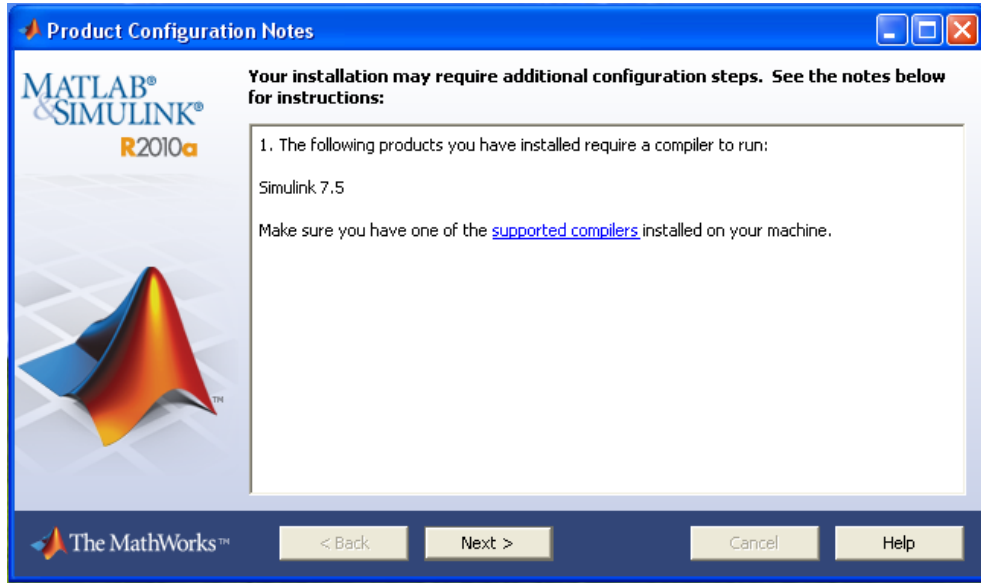 Product Configuration Notes
MATLAB®
&SIMULINK®
R2010a
Your installation may require additional configuration steps. See the notes below
for instructions:
1. The following products you have installed require a compiler to run:
Simulink 7.5
Make sure you have one of the supported compilers installed on your machine.
TM
The MathWorks™
< Back
Next >
Cancel
Help